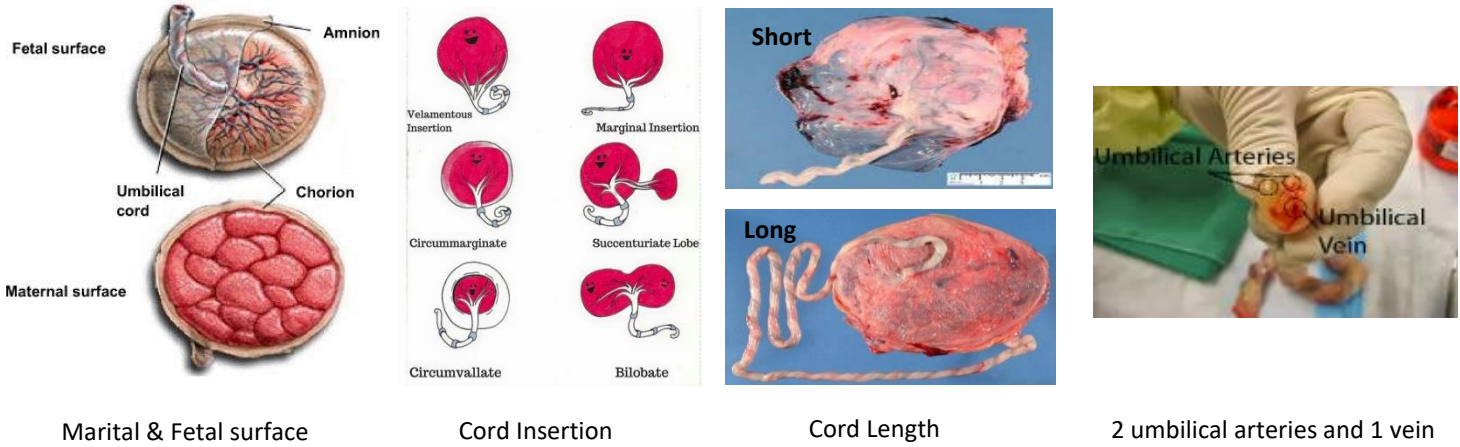 Fetal surface
Amnion
Umbilical
cord
Chorion
Maternal surface
Marital & Fetal surface
Velamentous
Insertion
Marginal Insertion
Circummarginate
Succenturiate Lobe
Circumvallate
Bilobate
Cord Insertion
Short
Long
Cord Length
Umbilical Arteries
Umbilical
Vein
2 umbilical arteries and 1 vein